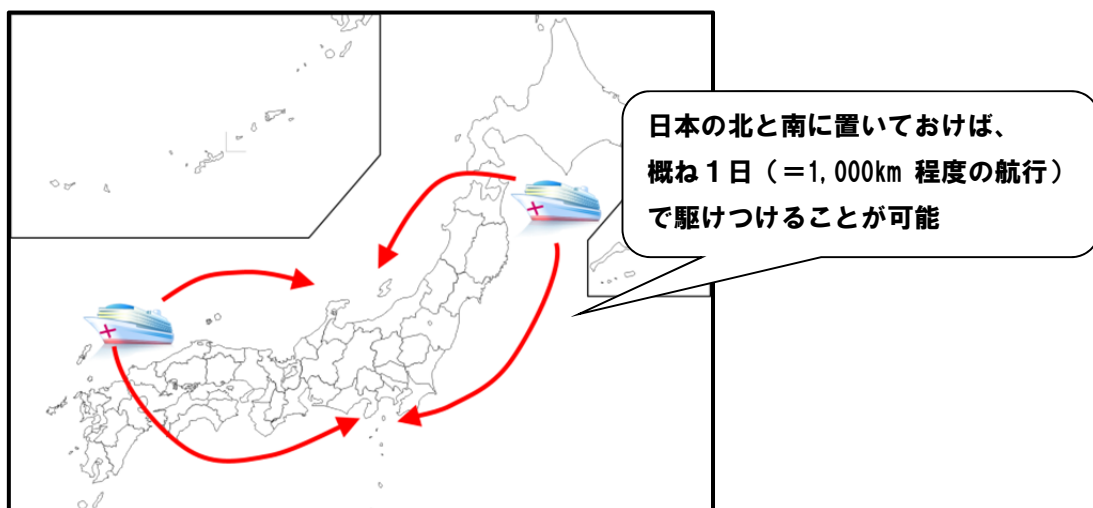 日本の北と南に置いておけば、
概ね１日（＝1,000km 程度の航行）
で駆けつけることが可能